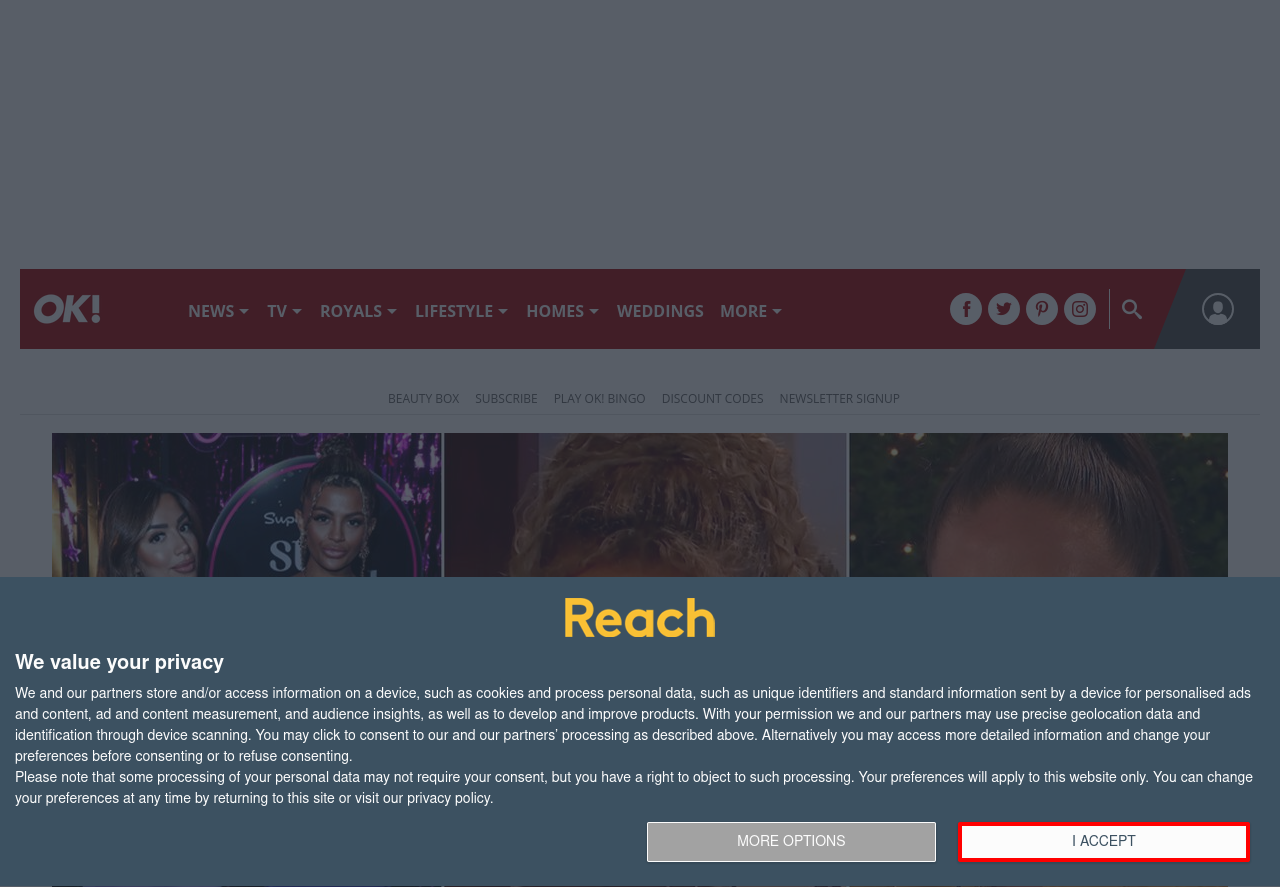 OK!
NEWS
TV
ROYALS
LIFESTYLE
HOMES
WEDDINGS
MORE
BEAUTY BOX
SUBSCRIBE
PLAY OK! BINGO
DISCOUNT CODES
NEWSLETTER SIGNUP
Reach
We value your privacy
We and our partners store and/or access information on a device, such as cookies and process personal data, such as unique identifiers and standard information sent by a device for personalised ads
and content, ad and content measurement, and audience insights, as well as to develop and improve products. With your permission we and our partners may use precise geolocation data and
identification through device scanning. You may click to consent to our and our partners’ processing as described above. Alternatively you may access more detailed information and change your
preferences before consenting or to refuse consenting.
Please note that some processing of your personal data may not require your consent, but you have a right to object to such processing. Your preferences will apply to this website only. You can change
your preferences at any time by returning to this site or visit our privacy policy.
MORE OPTIONS
I ACCEPT